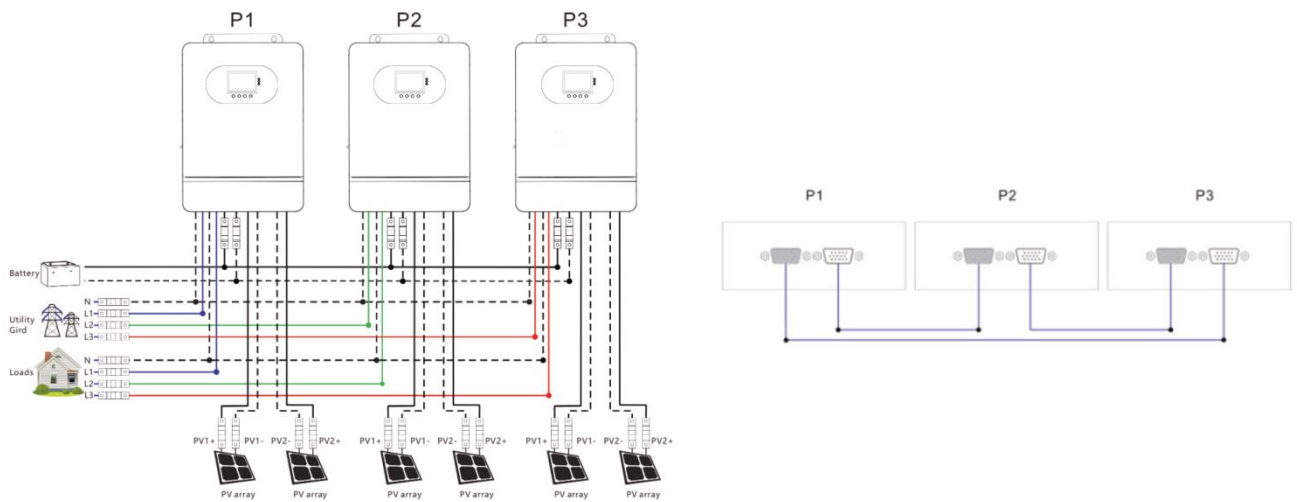 P1 P2 P3
Battery
N
L1
Utility
Gird
L2
L3
N
Loads
L1
L2
L3
PV1+ PV1- PV2- PV2+ PV1+ PV1- PV2- PV2+ PV1+ PV1- PV2- PV2+
PV array PV array PV array PV array PV array PV array
P1 P2 P3